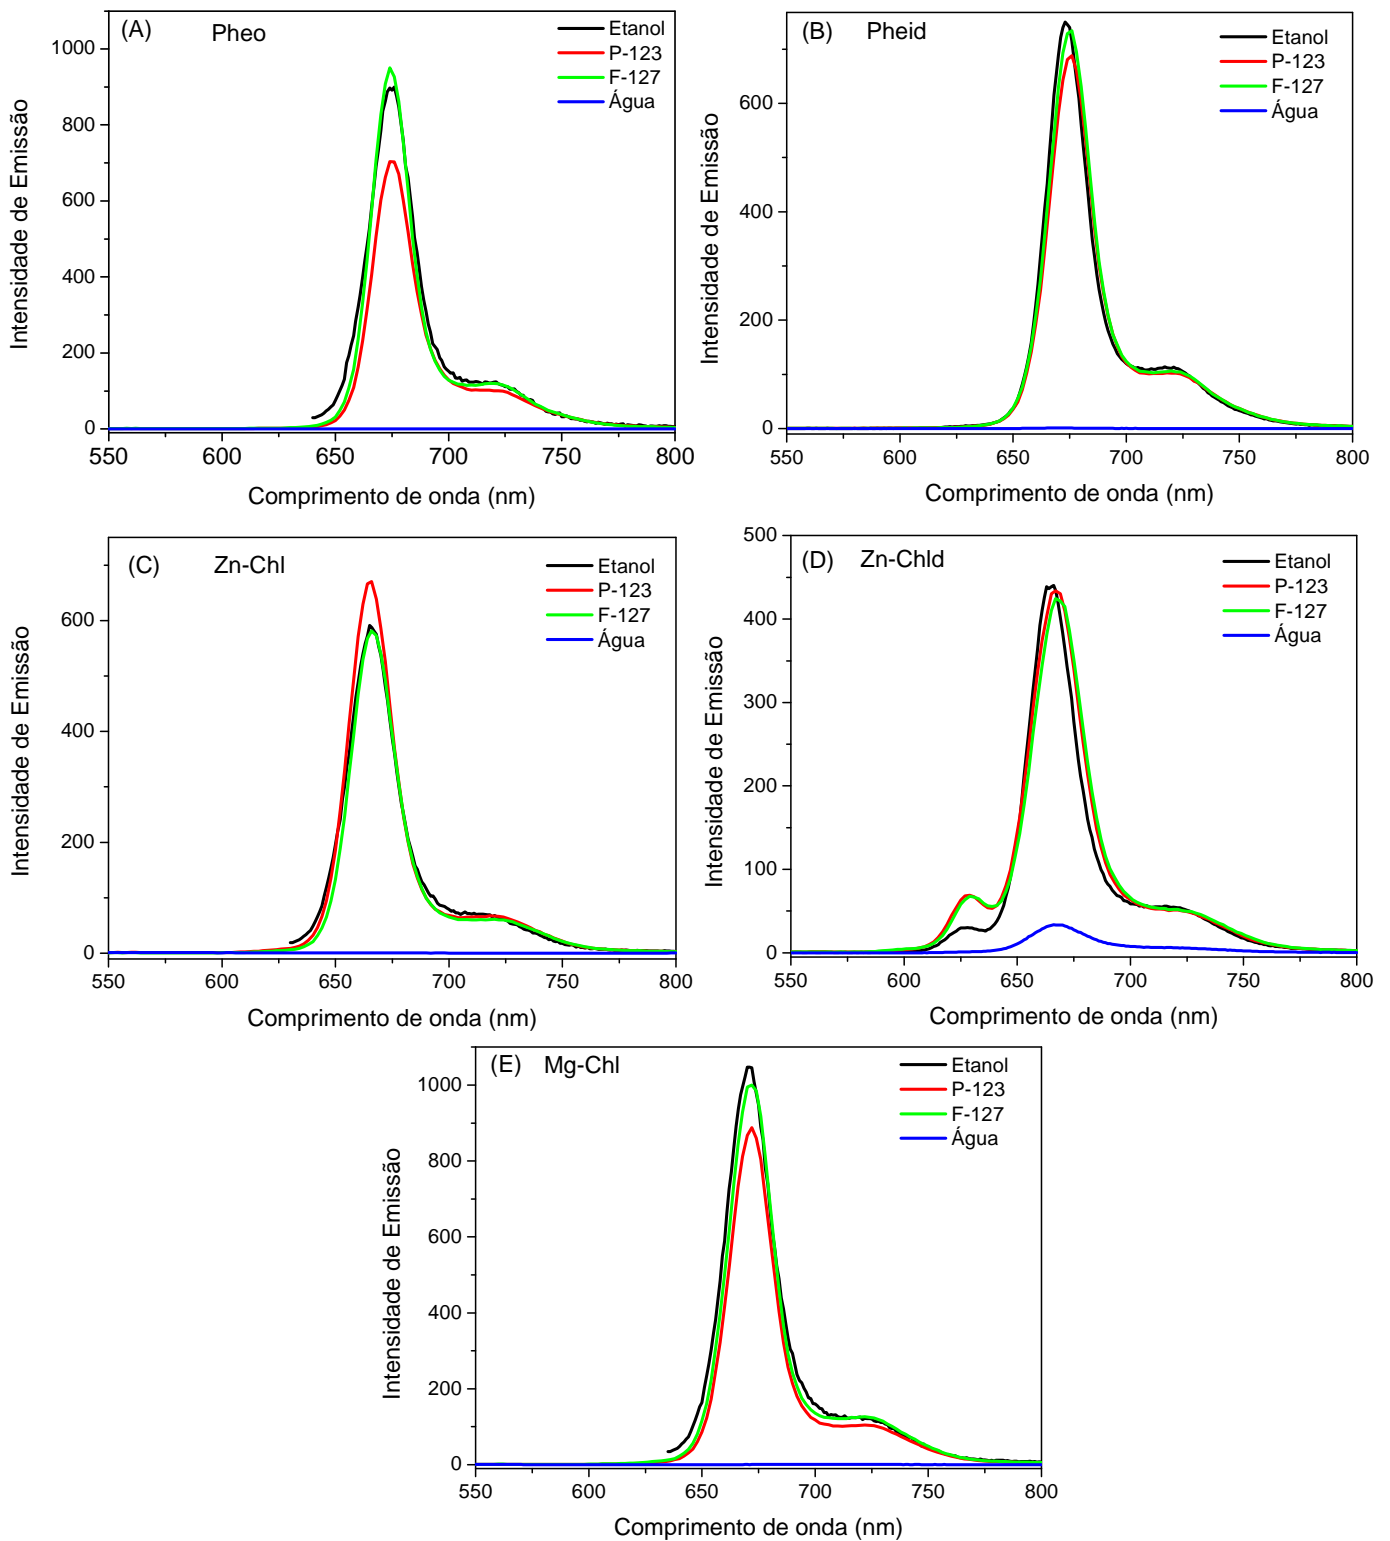 (A) Pheo
Etanol
P-123
F-127
Água
Intensidade de Emissão
1000
800
600
400
200
0
550 600 650 700 750 800
Comprimento de onda (nm)
(B) Pheid
Etanol
P-123
F-127
Água
Intensidade de Emissão
600
400
200
0
550 600 650 700 750 800
Comprimento de onda (nm)
(C) Zn-Chl
Etanol
P-123
F-127
Água
Intensidade de Emissão
600
400
200
0
550 600 650 700 750 800
Comprimento de onda (nm)
(D) Zn-Chld
Etanol
P-123
F-127
Água
Intensidade de Emissão
500
400
300
200
100
0
550 600 650 700 750 800
Comprimento de onda (nm)
(E) Mg-Chl
Etanol
P-123
F-127
Água
Intensidade de Emissão
1000
800
600
400
200
0
550 600 650 700 750 800
Comprimento de onda (nm)